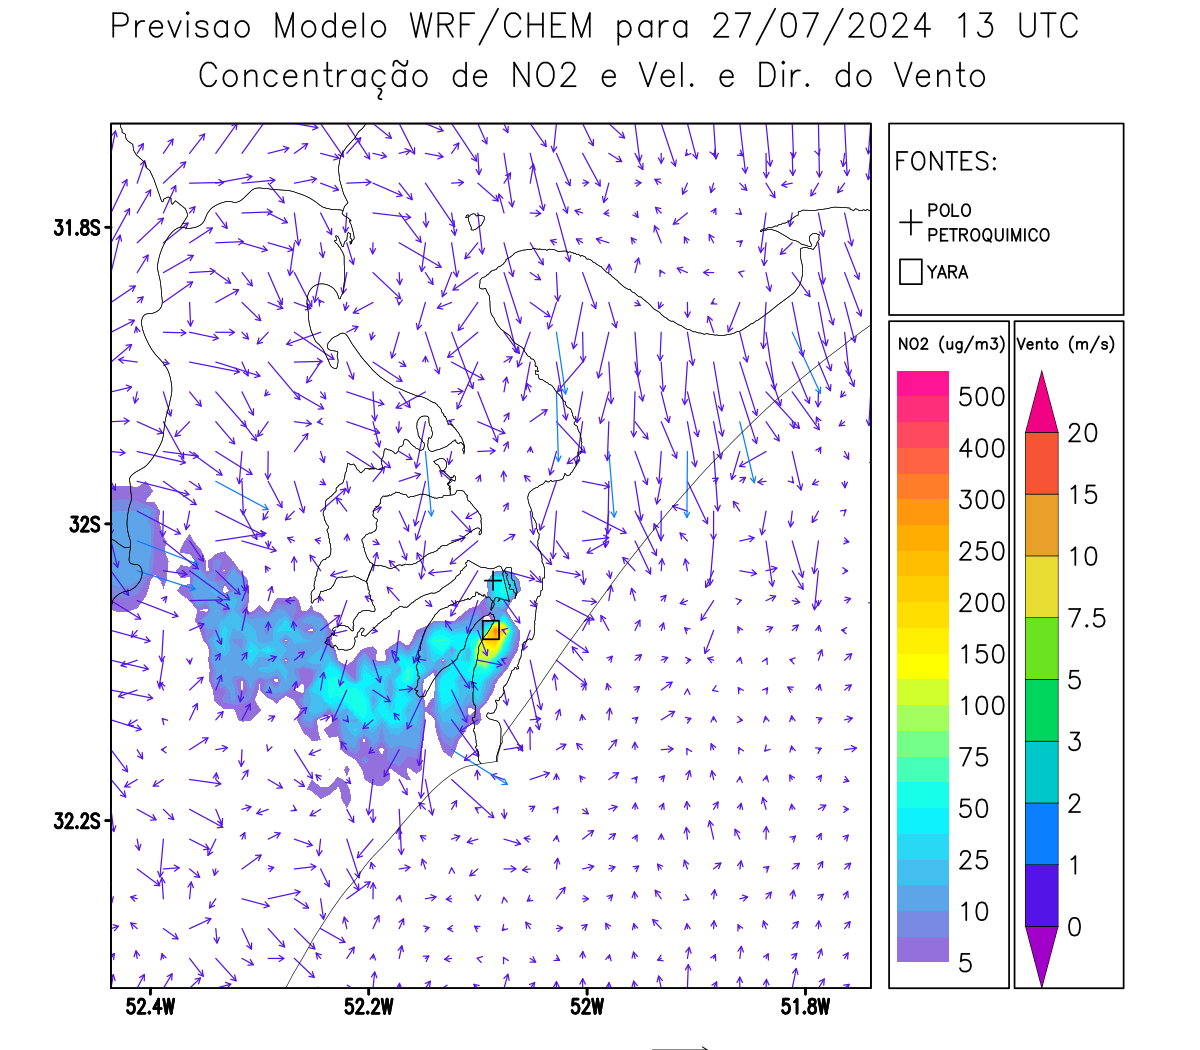 Previsao Modelo WRF/CHEM para 27/07/2024 13 UTC
Concentração de NO2 e Vel. e Dir. do Vento
FONTES:
POLO
PETROQUIMICO
YARA
31.8S
32S
32.2S
52.4W
52.2W
52W
51.8W
NO2 (ug/m3)
500
400
300
250
200
150
100
75
50
25
10
5
Vento (m/s)
20
15
10
7.5
5
3
2
1
0